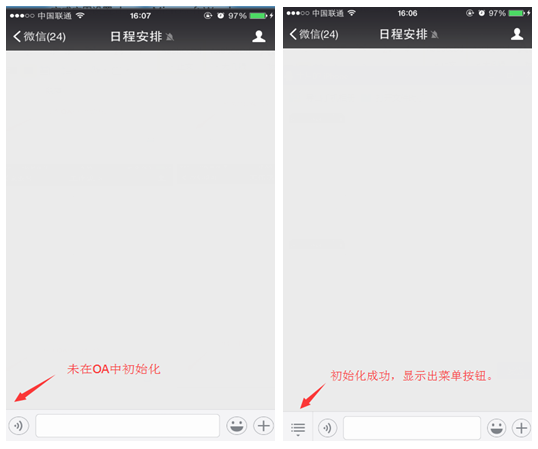 中国联通 16:07 97%
微信(24) 日程安排
未在OA中初始化
中国联通 16:06 97%
微信(24) 日程安排
初始化成功，显示出菜单按钮。